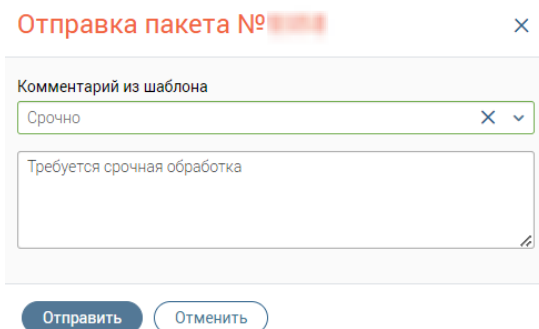 Отправка пакета №
Комментарий из шаблона
Срочно
Требуется срочная обработка
Отправить Отменить